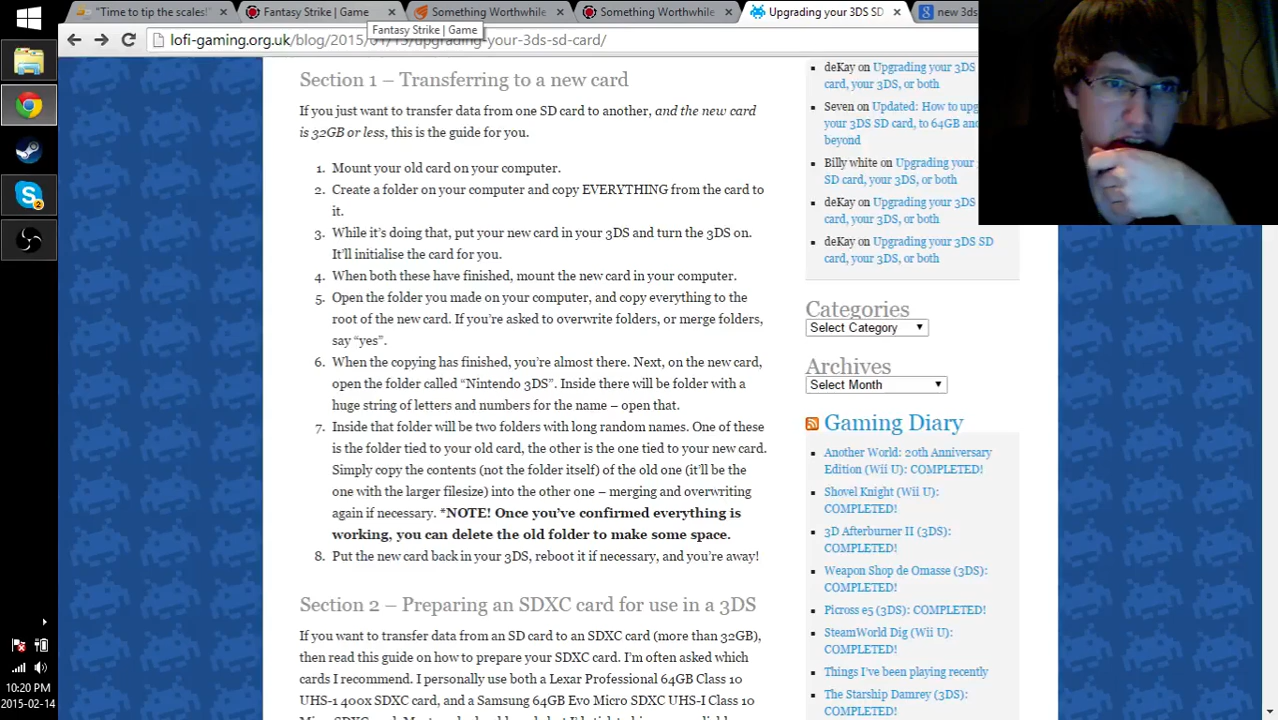 "Time to tip the scales!"
Fantasy Strike | Game
Something Worthwhile
Something Worthwhile
Upgrading your 3DS SD
new 3ds
Fantasy Strike | Game
lofi-gaming.org.uk/blog/2015/01/15/upgrading-your-3ds-sd-card/
Section 1 – Transferring to a new card
If you just want to transfer data from one SD card to another, and the new card
is 32GB or less, this is the guide for you.
1. Mount your old card on your computer.
2. Create a folder on your computer and copy EVERYTHING from the card to
it.
3. While it's doing that, put your new card in your 3DS and turn the 3DS on.
It'll initialise the card for you.
4. When both these have finished, mount the new card in your computer.
5. Open the folder you made on your computer, and copy everything to the
root of the new card. If you're asked to overwrite folders, or merge folders,
say "yes".
6. When the copying has finished, you're almost there. Next, on the new card,
open the folder called "Nintendo 3DS". Inside there will be folder with a
huge string of letters and numbers for the name – open that.
7. Inside that folder will be two folders with long random names. One of these
is the folder tied to your old card, the other is the one tied to your new card.
Simply copy the contents (not the folder itself) of the old one (it'll be the
one with the larger filesize) into the other one – merging and overwriting
again if necessary. *NOTE! Once you've confirmed everything is
working, you can delete the old folder to make some space.
8. Put the new card back in your 3DS, reboot it if necessary, and you're away!
Section 2 – Preparing an SDXC card for use in a 3DS
If you want to transfer data from an SD card to an SDXC card (more than 32GB),
then read this guide on how to prepare your SDXC card. I'm often asked which
cards I recommend. I personally use both a Lexar Professional 64GB Class 10
UHS-1 400x SDXC card, and a Samsung 64GB Evo Micro SDXC UHS-I Class 10
deKay on Upgrading your 3DS
card, your 3DS, or both
Seven on Updated: How to upg
your 3DS SD card, to 64GB and
beyond
Billy white on Upgrading your
SD card, your 3DS, or both
deKay on Upgrading your 3DS
card, your 3DS, or both
deKay on Upgrading your 3DS SD
card, your 3DS, or both
Categories
Select Category
Archives
Select Month
Gaming Diary
Another World: 20th Anniversary
Edition (Wii U): COMPLETED!
Shovel Knight (Wii U):
COMPLETED!
3D Afterburner II (3DS):
COMPLETED!
Weapon Shop de Omasse (3DS):
COMPLETED!
Picross e5 (3DS): COMPLETED!
SteamWorld Dig (Wii U):
COMPLETED!
Things I've been playing recently
The Starship Damrey (3DS):
COMPLETED!
2
10:20 PM
2015-02-14